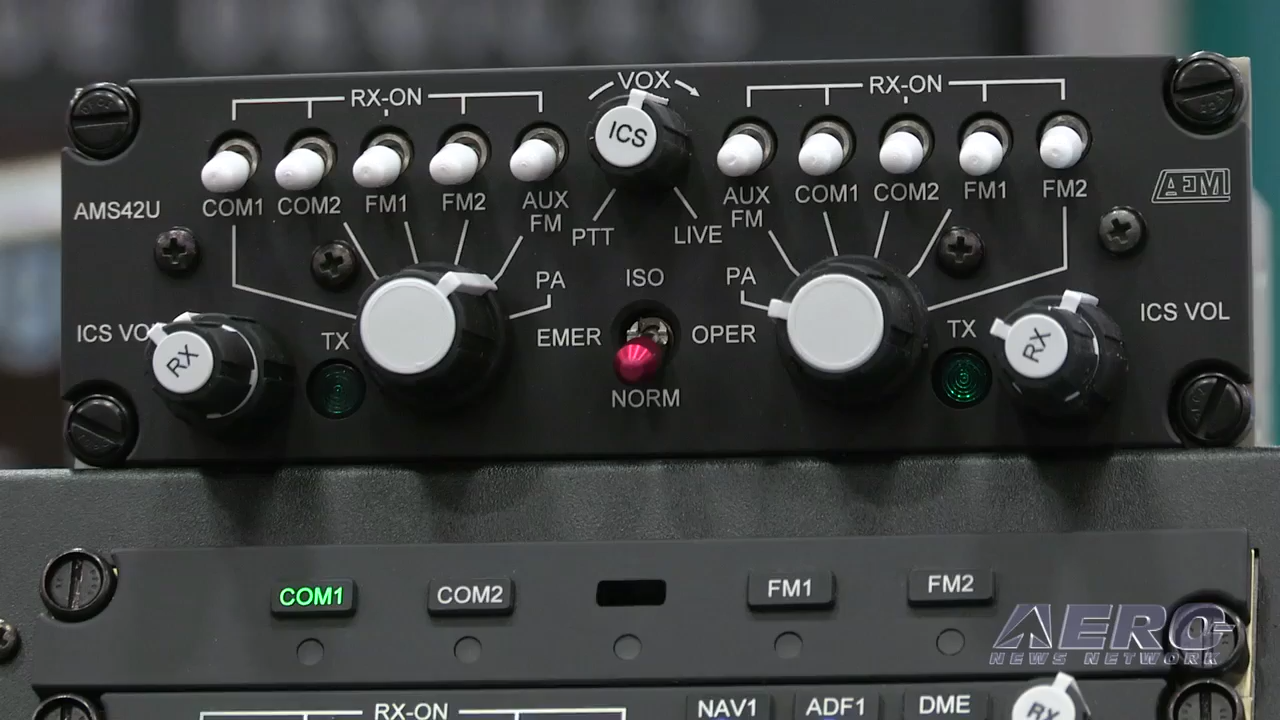 VOX
RX-ON
RX-ON
ICS
COM1
COM2
FM1
FM2
AUX
FM
AUX
FM
COM1
COM2
FM1
FM2
AEM
AMS42U
PTT
LIVE
PA
ISO
PA
ICS VOL
TX
EMER
OPER
TX
ICS VOL
RX
RX
NORM
COM1
COM2
FM1
FM2
AERO
NEWS NETWORK
RX-ON
NAV1
ADF1
DME
RX